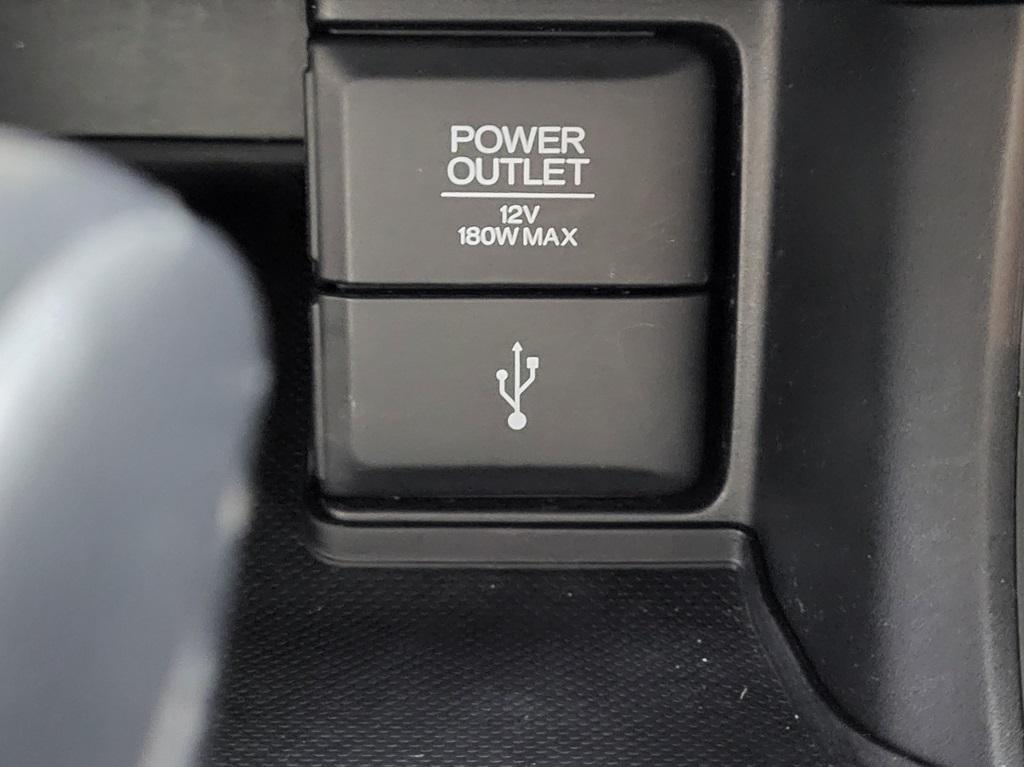 POWER
OUTLET
12V
180W MAX